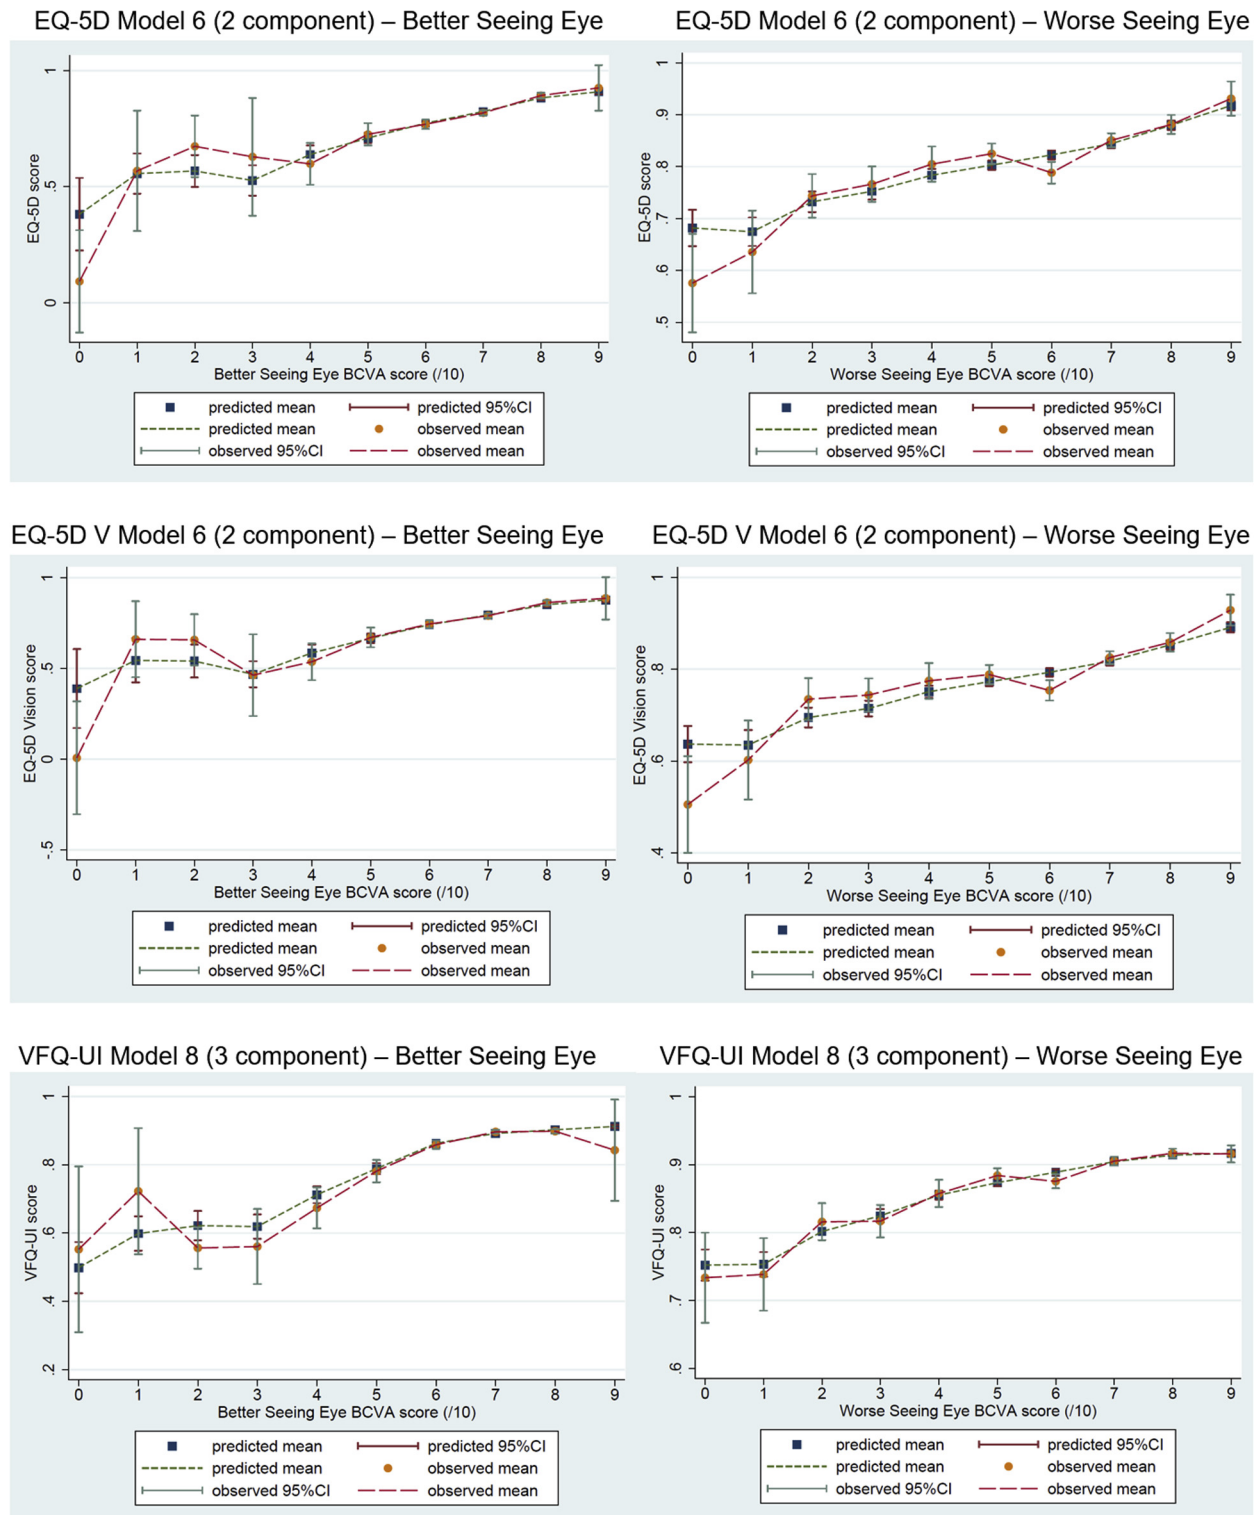 EQ-5D Model 6 (2 component) – Better Seeing Eye
EQ-5D score
1
.5
0
0 1 2 3 4 5 6 7 8 9
Better Seeing Eye BCVA score (/10)
predicted mean predicted 95%CI
predicted mean observed mean
observed 95%CI observed mean
EQ-5D Model 6 (2 component) – Worse Seeing Eye
EQ-5D score
1
.9
.8
.7
.6
.5
0 1 2 3 4 5 6 7 8 9
Worse Seeing Eye BCVA score (/10)
predicted mean predicted 95%CI
predicted mean observed mean
observed 95%CI observed mean
EQ-5D V Model 6 (2 component) – Better Seeing Eye
EQ-5D Vision score
1
.5
0
-.5
0 1 2 3 4 5 6 7 8 9
Better Seeing Eye BCVA score (/10)
predicted mean predicted 95%CI
predicted mean observed mean
observed 95%CI observed mean
EQ-5D V Model 6 (2 component) – Worse Seeing Eye
EQ-5D Vision score
1
.8
.6
.4
0 1 2 3 4 5 6 7 8 9
Worse Seeing Eye BCVA score (/10)
predicted mean predicted 95%CI
predicted mean observed mean
observed 95%CI observed mean
VFQ-UI Model 8 (3 component) – Better Seeing Eye
VFQ-UI score
1
.8
.6
.4
.2
0 1 2 3 4 5 6 7 8 9
Better Seeing Eye BCVA score (/10)
predicted mean predicted 95%CI
predicted mean observed mean
observed 95%CI observed mean
VFQ-UI Model 8 (3 component) – Worse Seeing Eye
VFQ-UI score
1
.9
.8
.7
.6
0 1 2 3 4 5 6 7 8 9
Worse Seeing Eye BCVA score (/10)
predicted mean predicted 95%CI
predicted mean observed mean
observed 95%CI observed mean